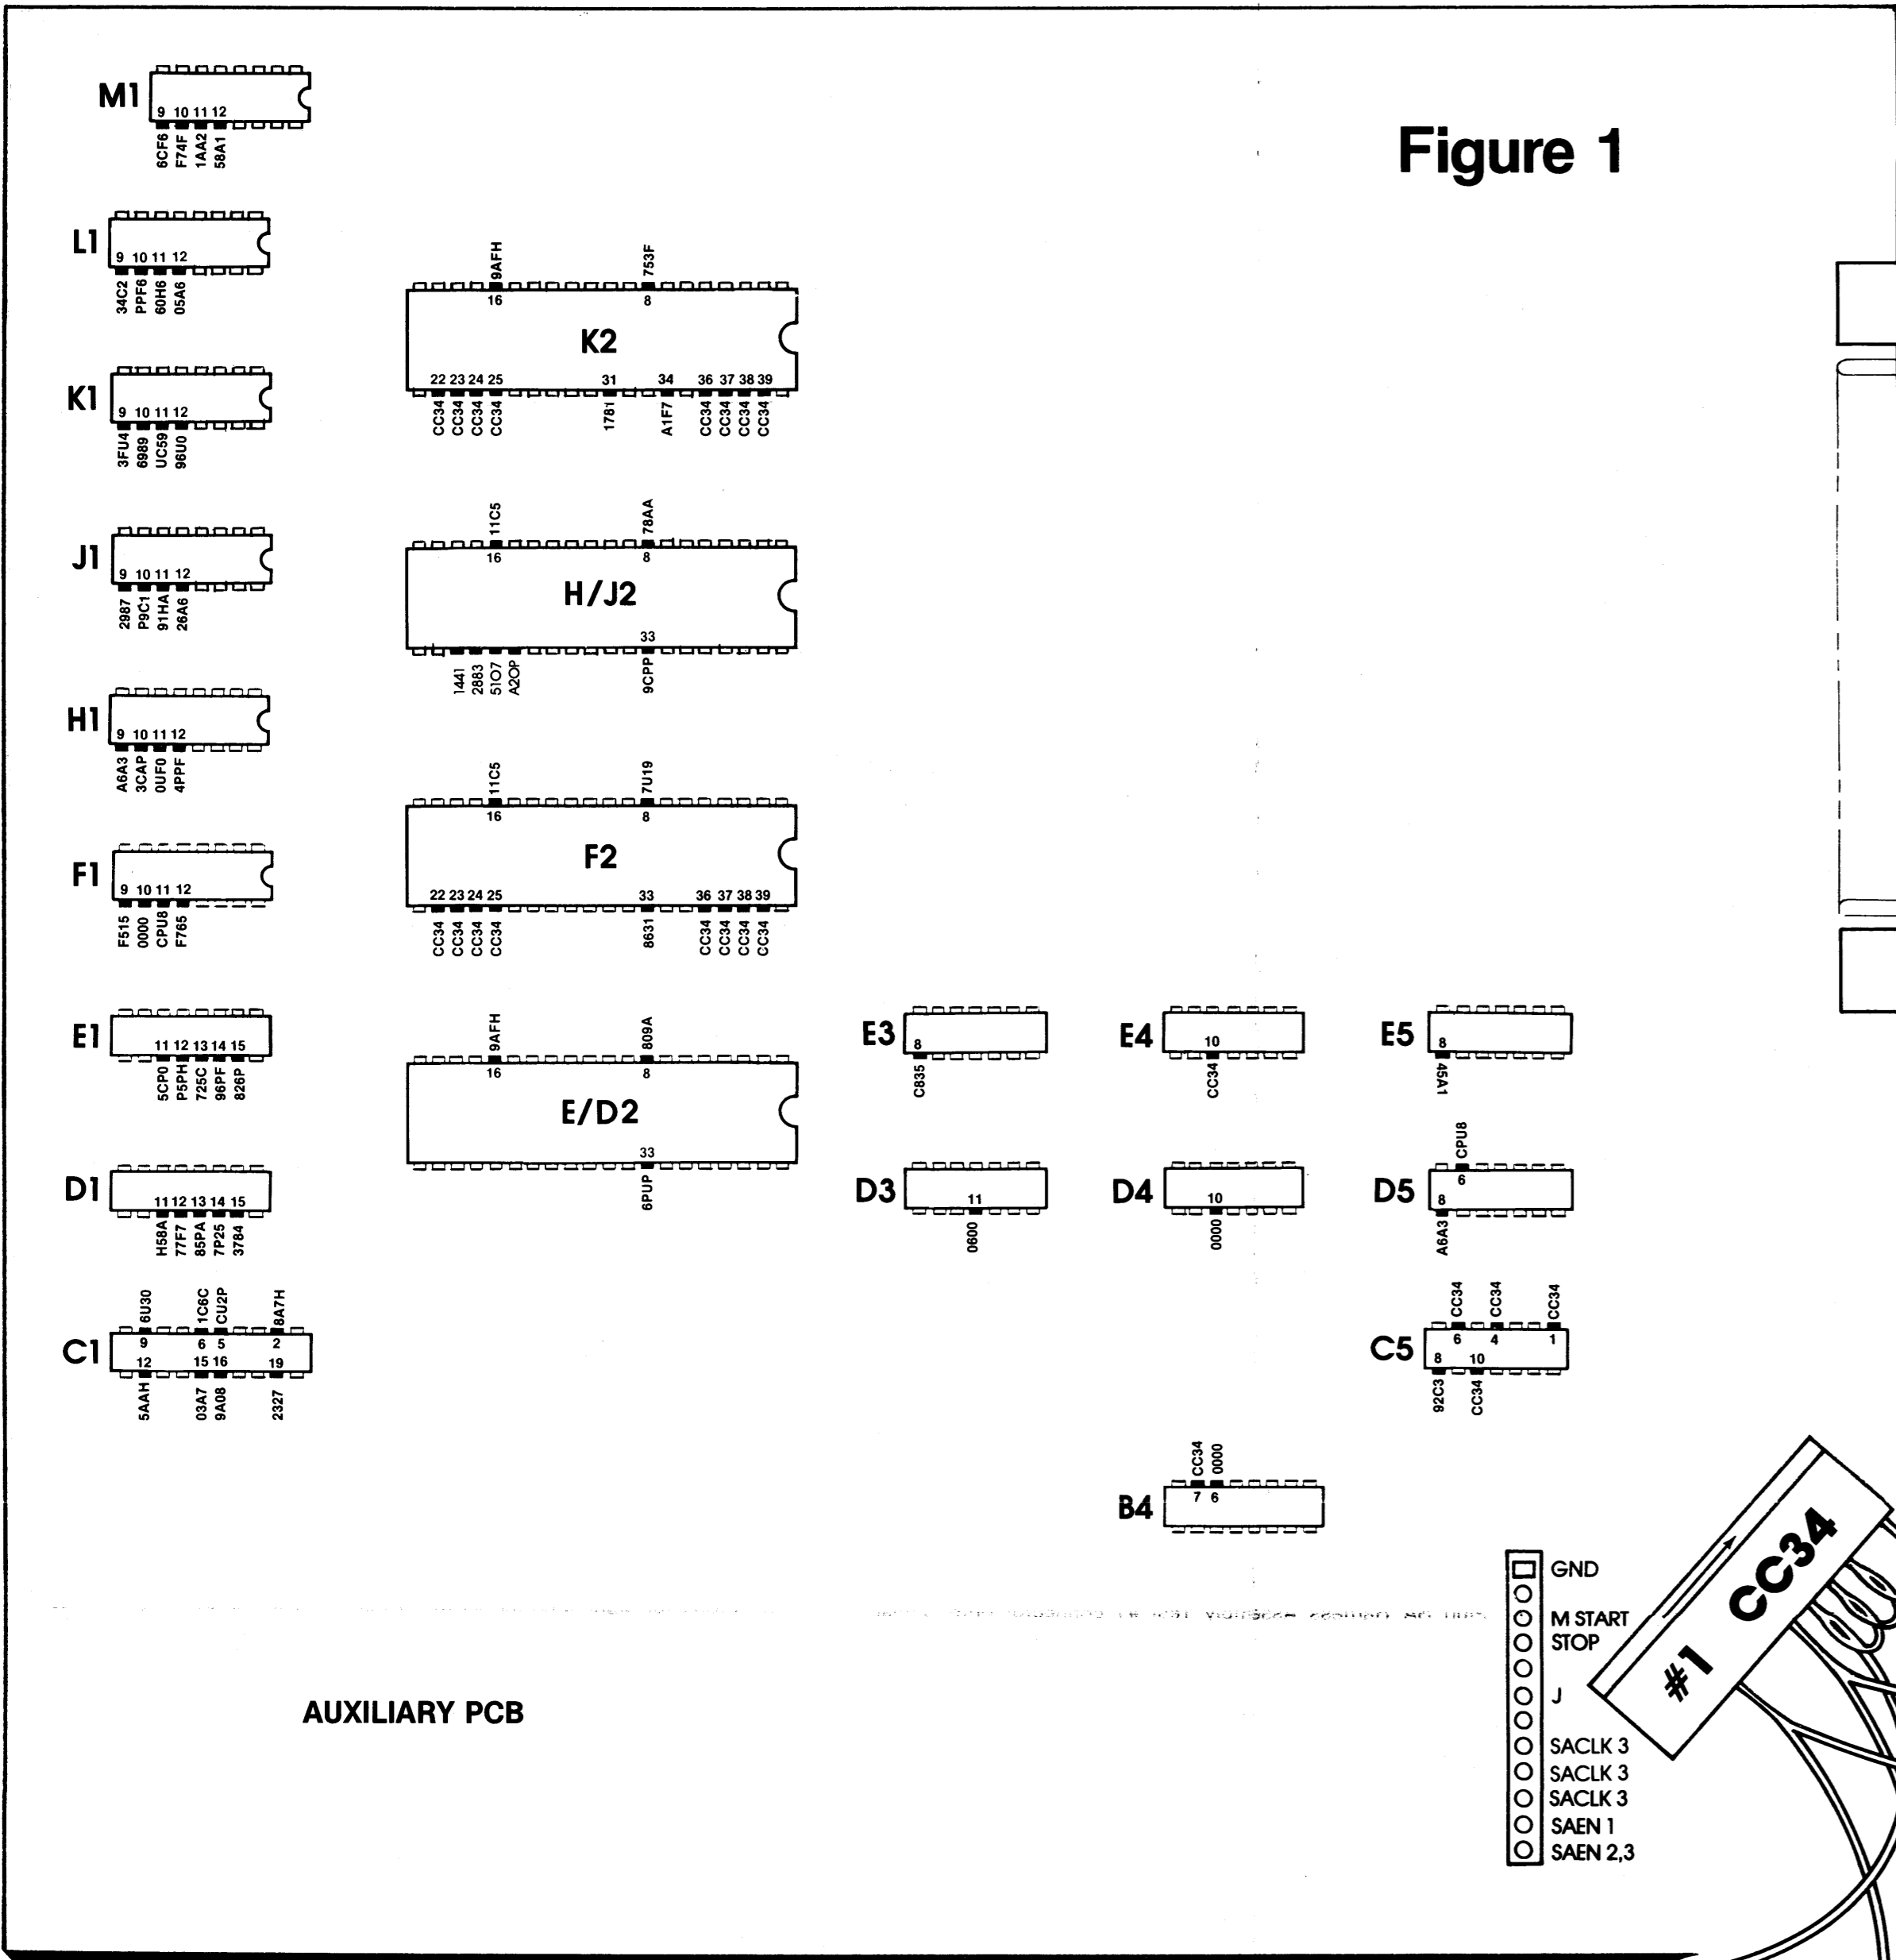 Figure 1
M1
9 10 11 12
6CF6 F74F 1AA2 58A1
L1
9 10 11 12
34C2 PPF6 60H6 05A6
K1
9 10 11 12
3FU4 6989 UC59 96U0
J1
9 10 11 12
2987 P9C1 91HA 26A6
H1
9 10 11 12
A6A3 3CAP 0UF0 4PPF
F1
9 10 11 12
F515 0000 CPU8 F765
E1
11 12 13 14 15
5CP0 P5PH 725C 96PF 826P
D1
11 12 13 14 15
H58A 77F7 85PA 7P25 3784
6U30 1C6C CU2P 8A7H
9 6 5 2
C1
12 15 16 19
5AAH 03A7 9A08 2327
9AFH 753F
16 8
K2
22 23 24 25 31 34 36 37 38 39
CC34 CC34 CC34 CC34 1781 A1F7 CC34 CC34 CC34 CC34
11C5 78AA
16 8
H/J2
33
1441 2883 51O7 A2OP 9CPP
11C5 7U19
16 8
F2
22 23 24 25 33 36 37 38 39
CC34 CC34 CC34 CC34 8631 CC34 CC34 CC34 CC34
9AFH 809A
16 8
E/D2
33
6PUP
E3
8
C835
E4
10
CC34
E5
8
45A1
D3
11
0600
D4
10
0000
CPU8
6
D5
8
A6A3
CC34 CC34 CC34
6 4 1
C5
8 10
92C3 CC34
CC34 0000
7 6
B4
GND
M START
STOP
J
SACLK 3
SACLK 3
SACLK 3
SAEN 1
SAEN 2,3
#1 CC34
AUXILIARY PCB